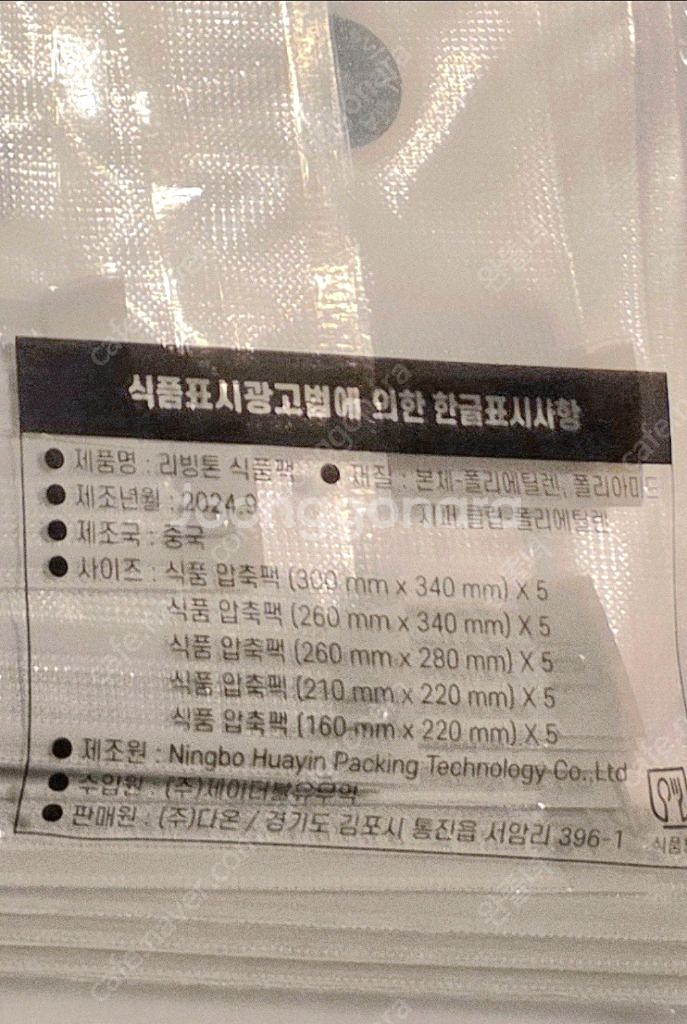 식품표시광고법에 의한 한글표시사항
● 제품명 : 리빙톤 식품팩
● 재질 : 본체-폴리에틸렌, 폴리아미드
지퍼, 폴리에틸렌
● 제조년월 : 2024.9
● 제조국 : 중국
● 사이즈 : 식품 압축팩 (300 mm x 340 mm) X 5
식품 압축팩 (260 mm x 340 mm) X 5
식품 압축팩 (260 mm x 280 mm) X 5
식품 압축팩 (210 mm x 220 mm) X 5
식품 압축팩 (160 mm x 220 mm) X 5
● 제조원 : Ningbo Huayin Packing Technology Co.,Ltd
● 수입원 : (주)
● 판매원 : (주)다온 / 경기도 김포시 통진읍 서암리 396-1
식품
joonggonara
cafe.naver.com